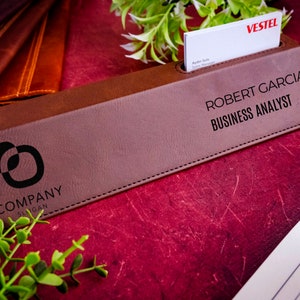 VESTEL
ROBERT GARCIA
BUSINESS ANALYST
COMPANY